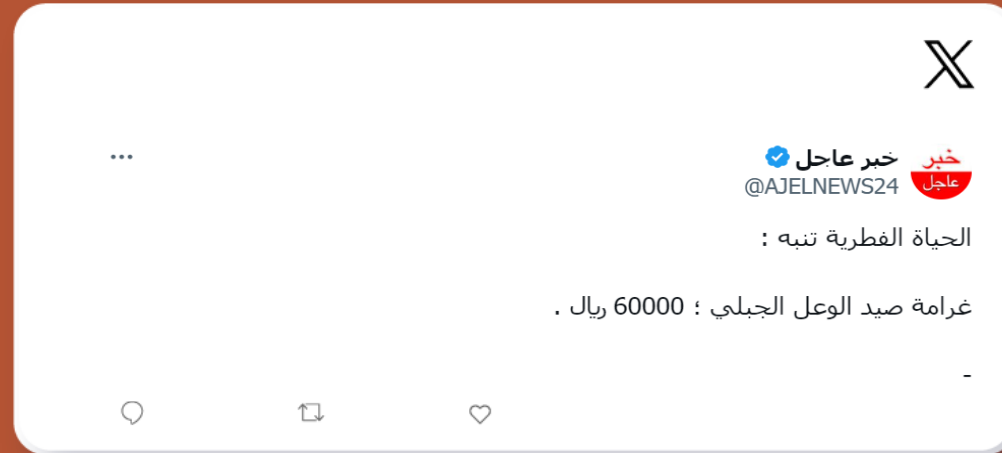 خبر عاجل
خبر عاجل
@AJELNEWS24
الحياة الفطرية تنبه :
غرامة صيد الوعل الجبلي ؛ 60000 ريال .
-